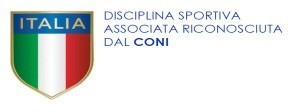 ITALIA
DISCIPLINA SPORTIVA
ASSOCIATA RICONOSCIUTA
DAL CONI